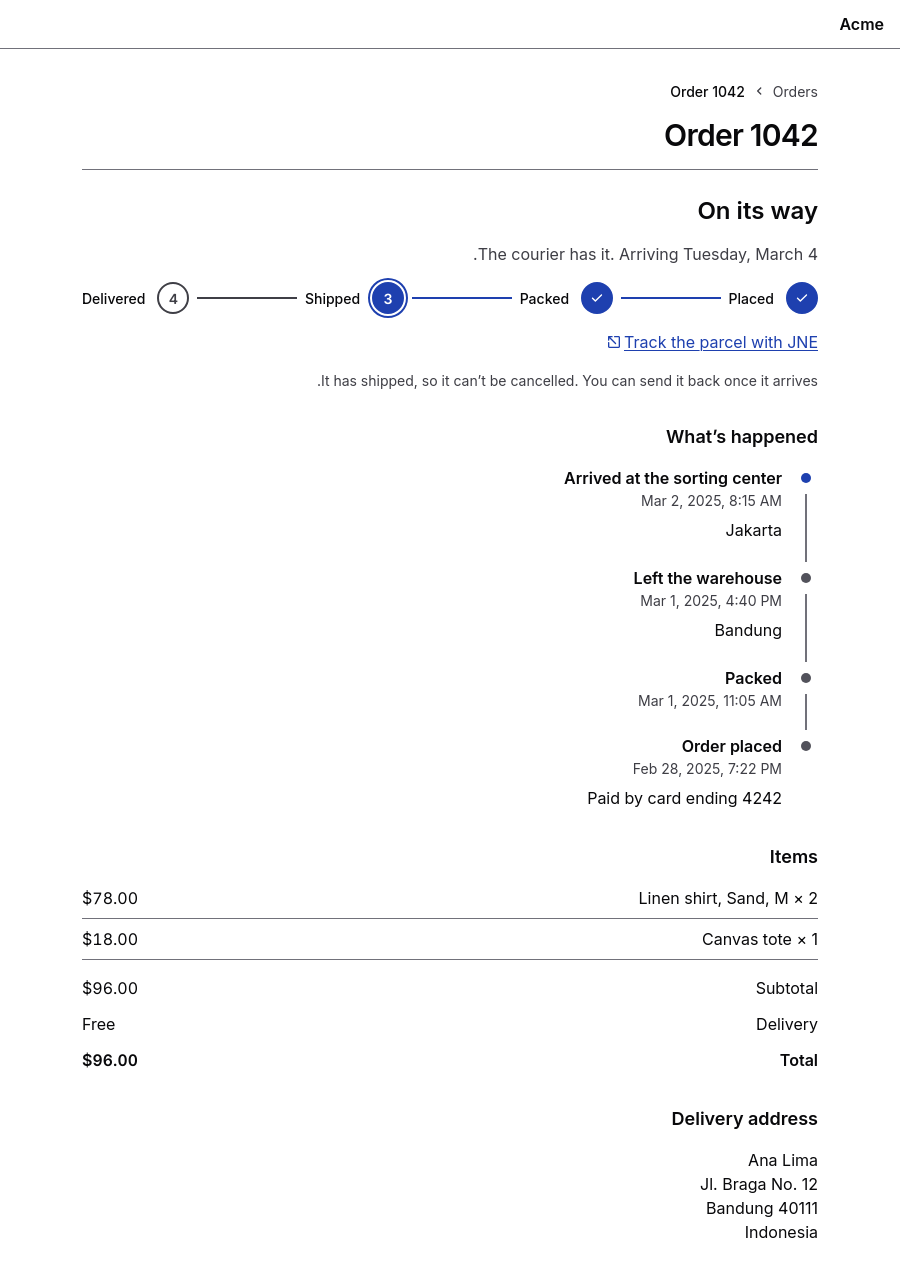 Acme
Orders
Order 1042
Order 1042
On its way
.The courier has it. Arriving Tuesday, March 4
Placed
Packed
3 Shipped
4 Delivered
Track the parcel with JNE
.It has shipped, so it can’t be cancelled. You can send it back once it arrives
What’s happened
Arrived at the sorting center
Mar 2, 2025, 8:15 AM
Jakarta
Left the warehouse
Mar 1, 2025, 4:40 PM
Bandung
Packed
Mar 1, 2025, 11:05 AM
Order placed
Feb 28, 2025, 7:22 PM
Paid by card ending 4242
Items
Linen shirt, Sand, M × 2 $78.00
Canvas tote × 1 $18.00
Subtotal $96.00
Delivery Free
Total $96.00
Delivery address
Ana Lima
Jl. Braga No. 12
Bandung 40111
Indonesia